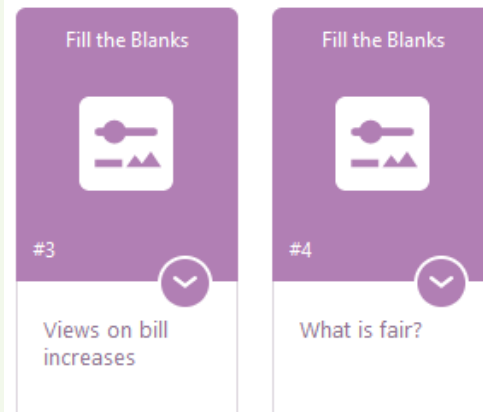 Fill the Blanks
#3
Views on bill
increases
Fill the Blanks
#4
What is fair?